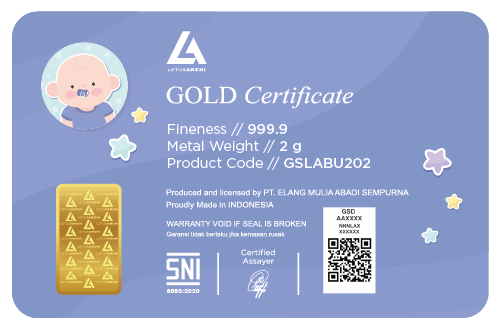 LOTUSARCHI
GOLD Certificate
Fineness // 999.9
Metal Weight // 2 g
Product Code // GSLABU202
Produced and licensed by PT. ELANG MULIA ABADI SEMPURNA
Proudly Made in INDONESIA
WARRANTY VOID IF SEAL IS BROKEN
Garansi tidak berlaku jika kemasan rusak
SNI
8880:2020
Certified
Assayer
GSD
AAXXXX
NNNLAX
XXXXXX